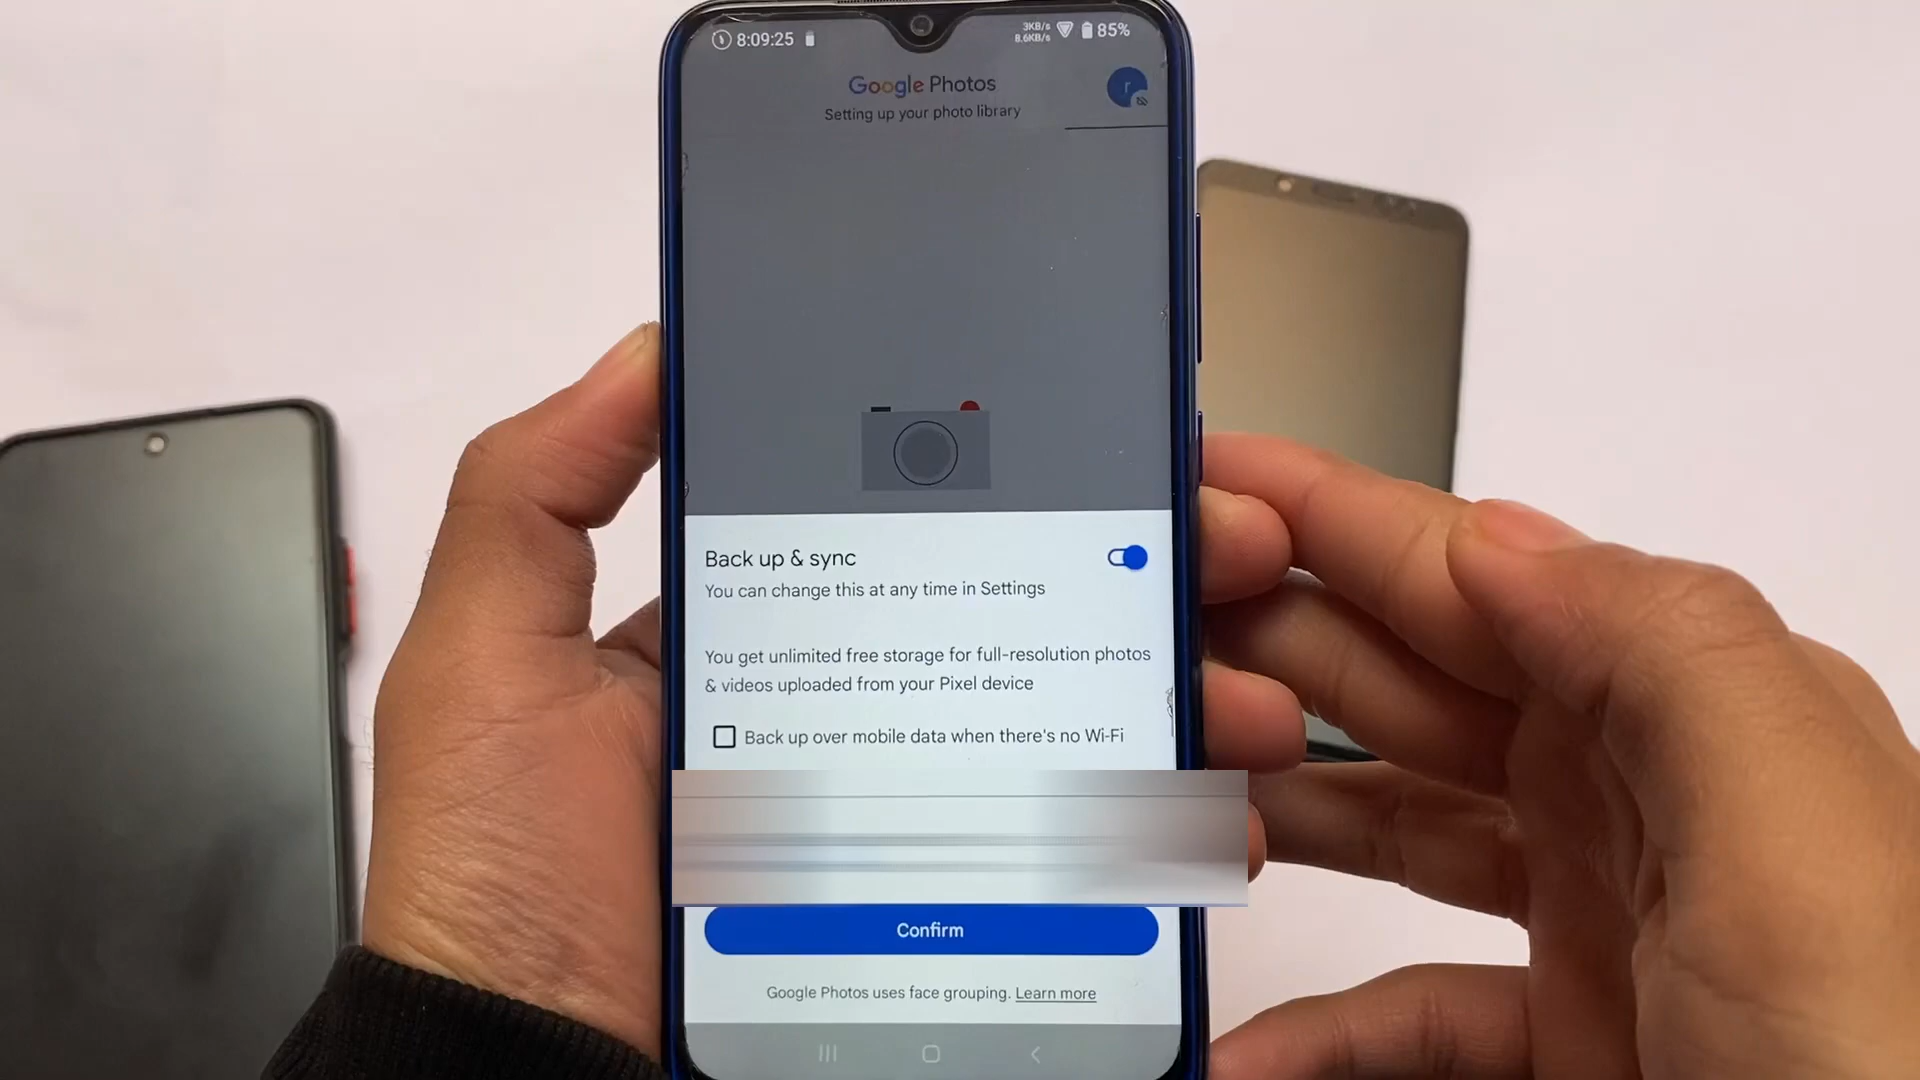 8:09:25
3KB/s
8.6KB/s
85%
Google Photos
r
Setting up your photo library
Back up & sync
You can change this at any time in Settings
You get unlimited free storage for full-resolution photos
& videos uploaded from your Pixel device
Back up over mobile data when there's no Wi-Fi
Confirm
Google Photos uses face grouping. Learn more